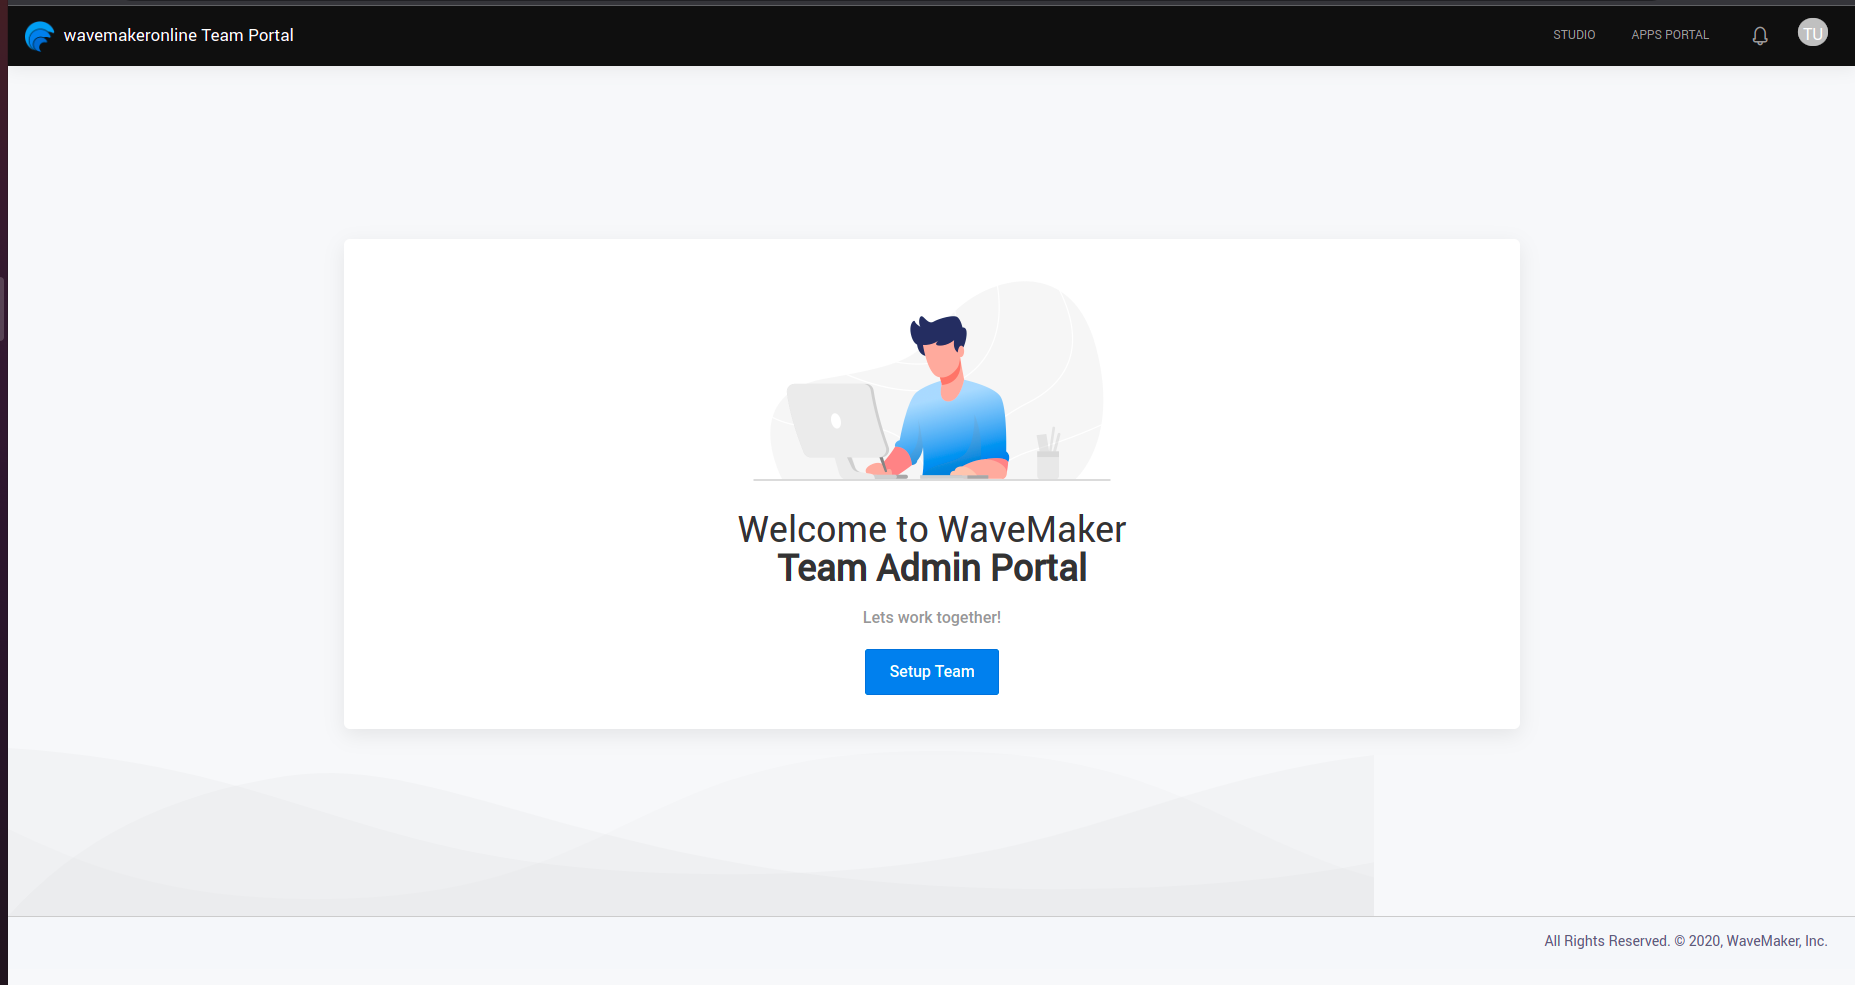 wavemakeronline Team Portal
STUDIO
APPS PORTAL
TU
Welcome to WaveMaker
Team Admin Portal
Lets work together!
Setup Team
All Rights Reserved. © 2020, WaveMaker, Inc.